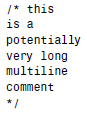 /* this
is a
potentially
very long
multiline
comment
*/